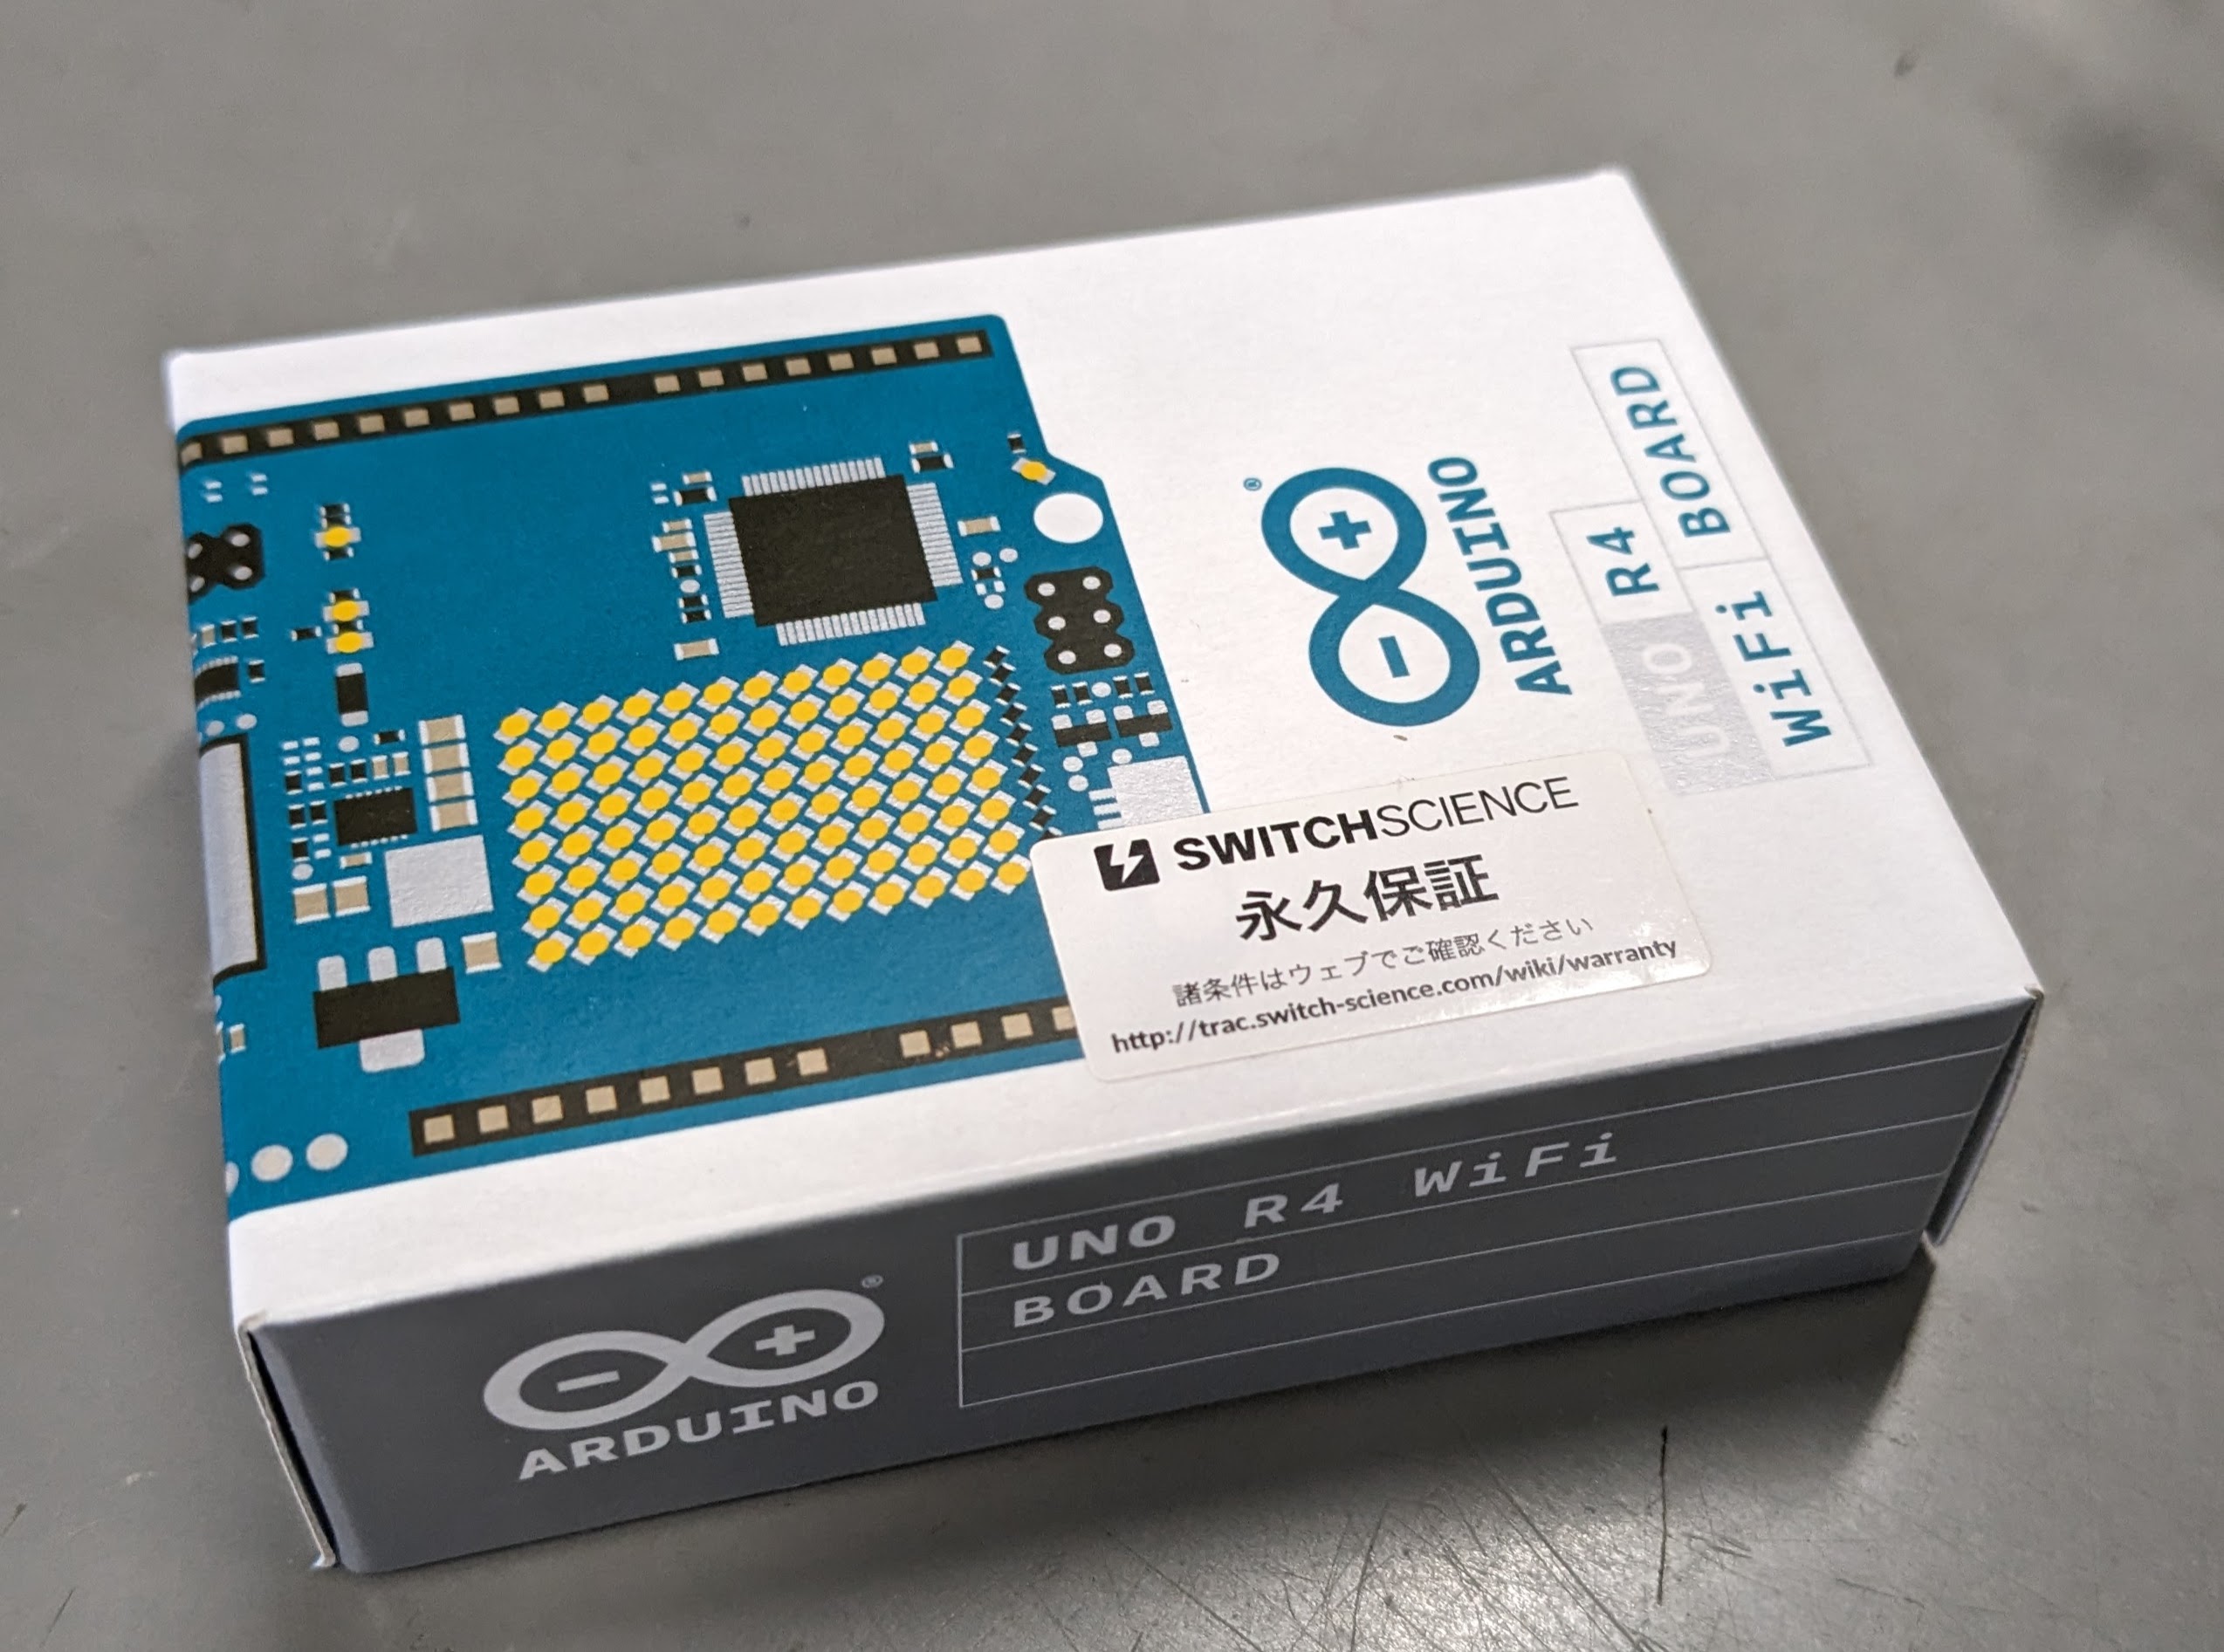 ®
ARDUINO
UNO R4
WiFi BOARD
SWITCHSCIENCE
永久保証
諸条件はウェブでご確認ください
http://trac.switch-science.com/wiki/warranty
®
ARDUINO
UNO R4 WiFi
BOARD